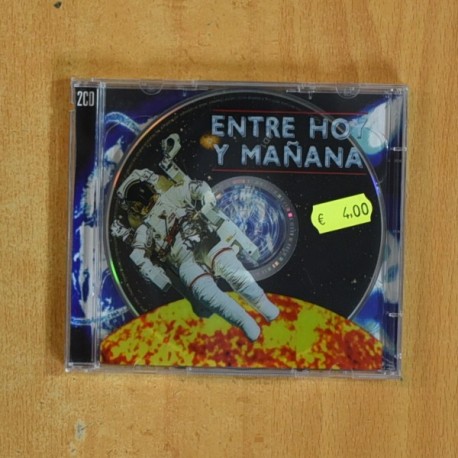 2CD
ENTRE HOY
Y MAÑANA
€ 4,00